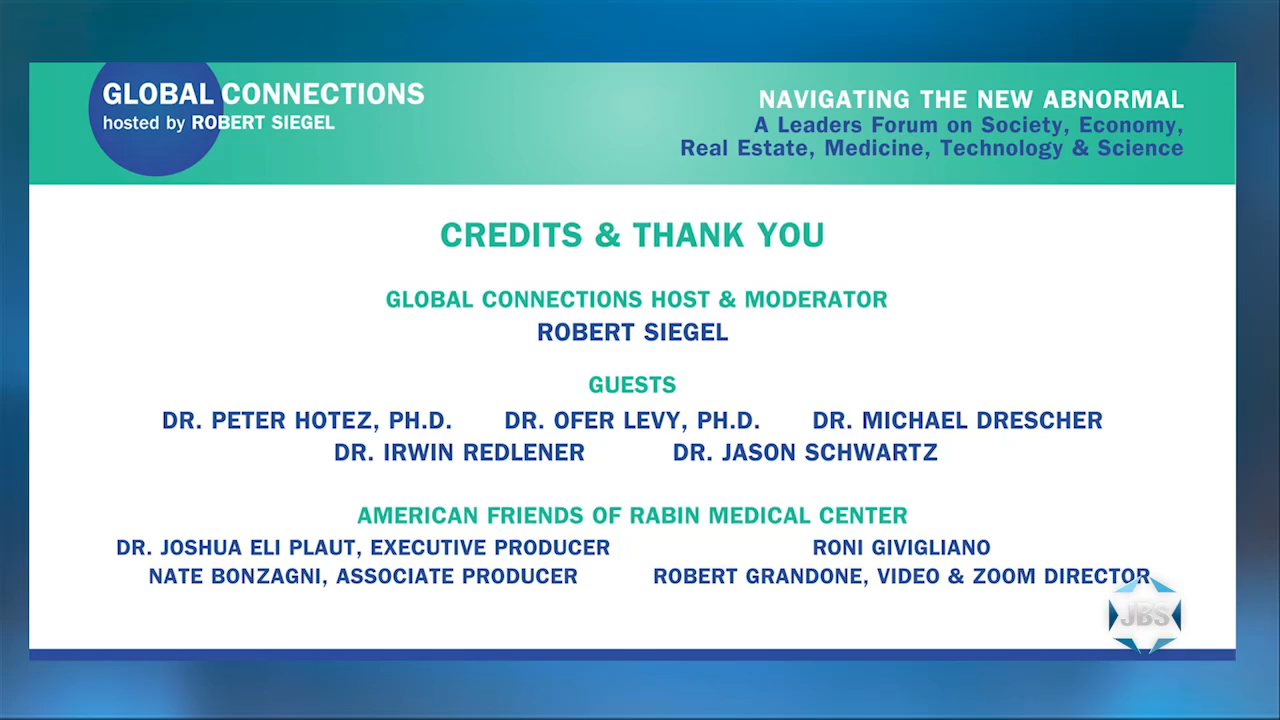 GLOBAL CONNECTIONS
hosted by ROBERT SIEGEL
NAVIGATING THE NEW ABNORMAL
A Leaders Forum on Society, Economy,
Real Estate, Medicine, Technology & Science
CREDITS & THANK YOU
GLOBAL CONNECTIONS HOST & MODERATOR
ROBERT SIEGEL
GUESTS
DR. PETER HOTEZ, PH.D. DR. OFER LEVY, PH.D. DR. MICHAEL DRESCHER
DR. IRWIN REDLENER DR. JASON SCHWARTZ
AMERICAN FRIENDS OF RABIN MEDICAL CENTER
DR. JOSHUA ELI PLAUT, EXECUTIVE PRODUCER RONI GIVIGLIANO
NATE BONZAGNI, ASSOCIATE PRODUCER ROBERT GRANDONE, VIDEO & ZOOM DIRECTOR
JBS